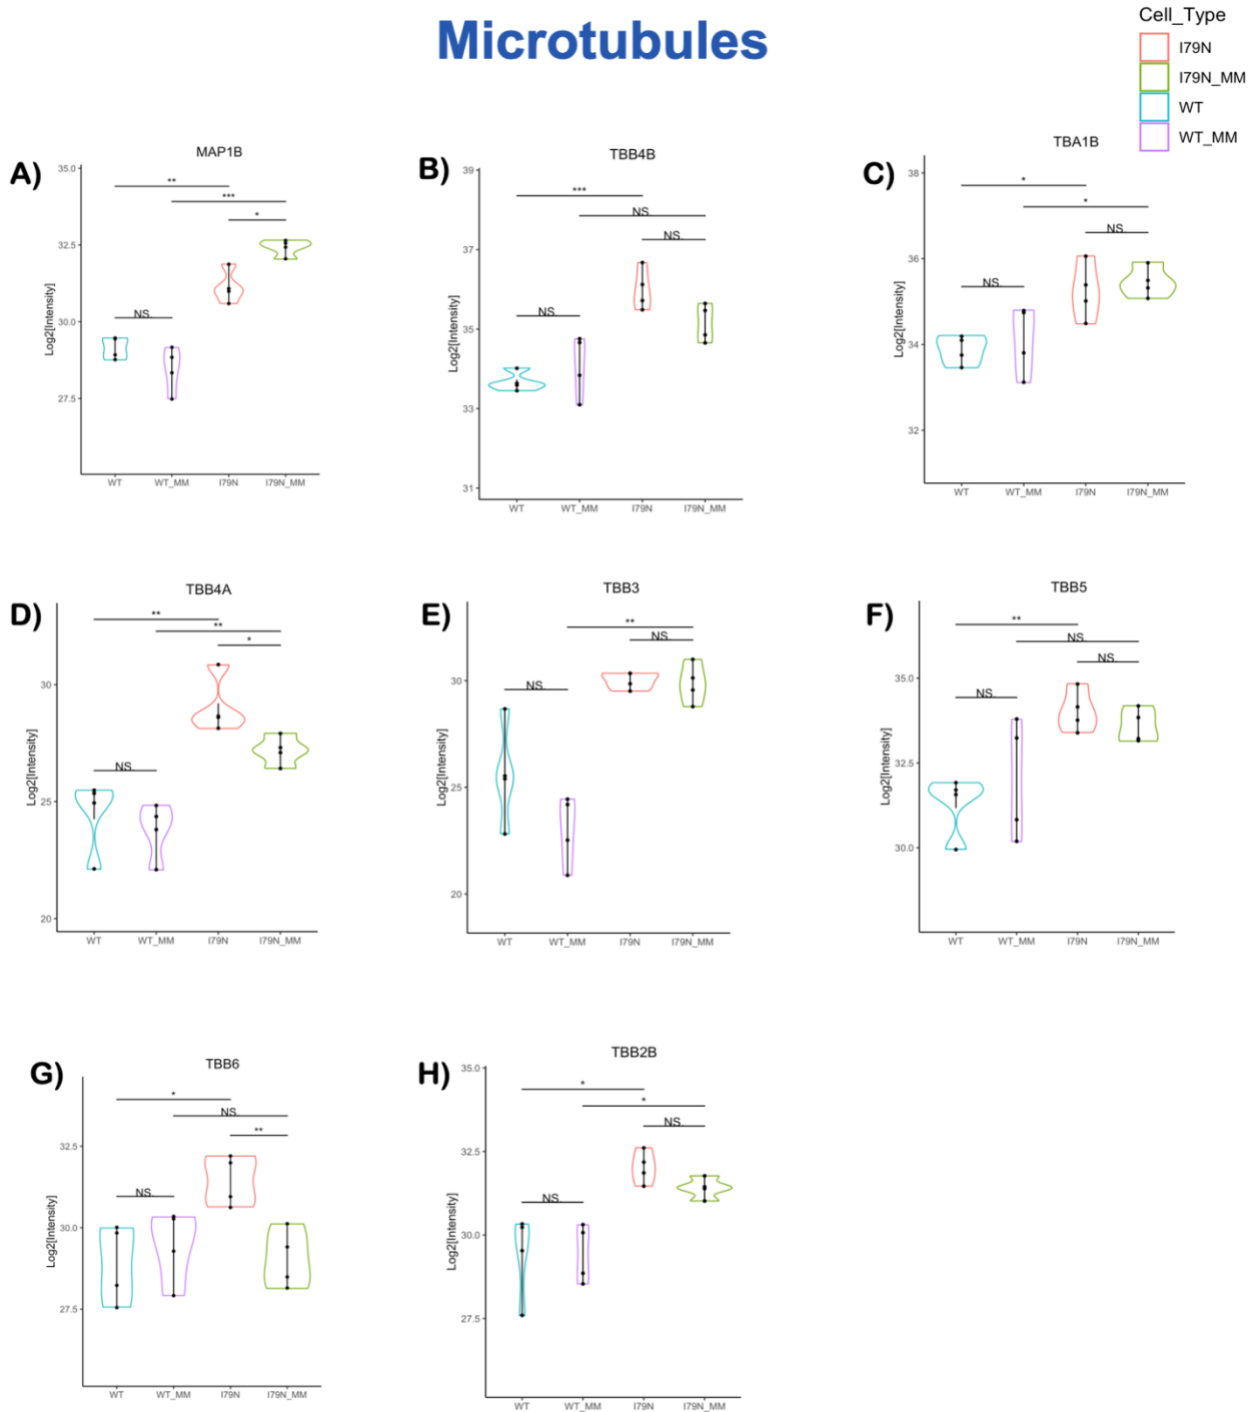 Microtubules
Cell_Type
I79N
I79N_MM
WT
WT_MM
A)
MAP1B
Log2[Intensity]
35.0
32.5
30.0
27.5
**
***
*
NS.
WT WT_MM I79N I79N_MM
B)
TBB4B
Log2[Intensity]
39
37
35
33
31
***
NS.
NS.
NS.
WT WT_MM I79N I79N_MM
C)
TBA1B
Log2[Intensity]
38
36
34
32
*
*
NS.
NS.
WT WT_MM I79N I79N_MM
D)
TBB4A
Log2[Intensity]
30
25
20
**
**
*
NS.
WT WT_MM I79N I79N_MM
E)
TBB3
Log2[Intensity]
30
25
20
**
NS.
NS.
WT WT_MM I79N I79N_MM
F)
TBB5
Log2[Intensity]
35.0
32.5
30.0
**
NS.
NS.
NS.
WT WT_MM I79N I79N_MM
G)
TBB6
Log2[Intensity]
32.5
30.0
27.5
*
NS.
**
NS.
WT WT_MM I79N I79N_MM
H)
TBB2B
Log2[Intensity]
35.0
32.5
30.0
27.5
*
*
NS.
NS.
WT WT_MM I79N I79N_MM